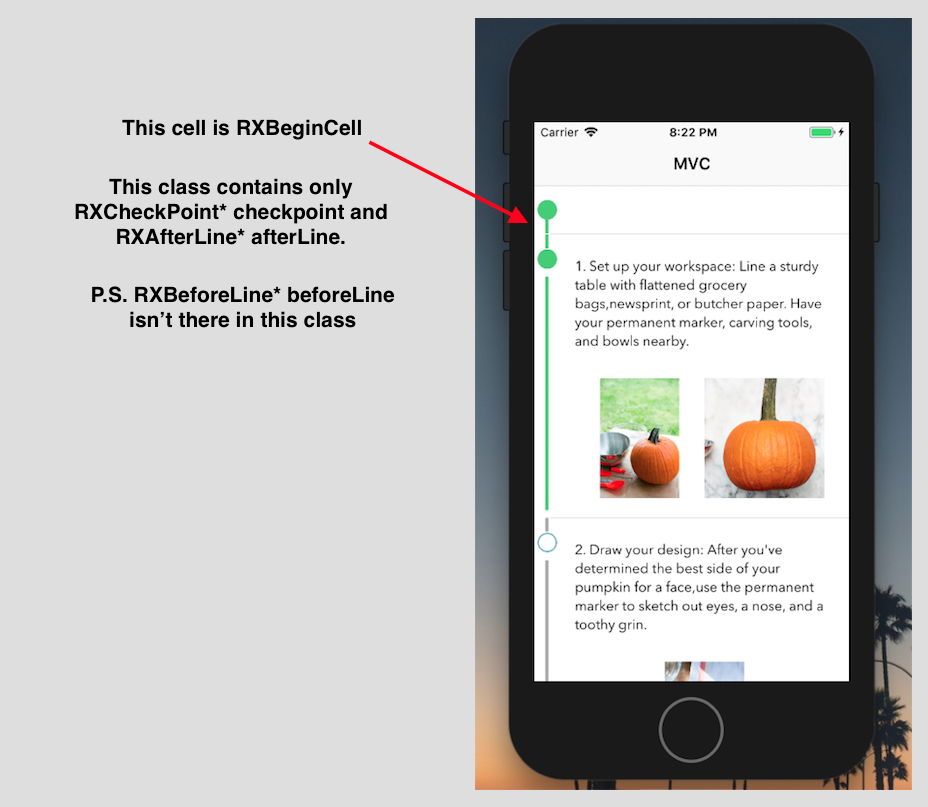 This cell is RXBeginCell
This class contains only
RXCheckPoint* checkpoint and
RXAfterLine* afterLine.
P.S. RXBeforeLine* beforeLine
isn't there in this class
Carrier 8:22 PM
MVC
1. Set up your workspace: Line a sturdy
table with flattened grocery
bags,newsprint, or butcher paper. Have
your permanent marker, carving tools,
and bowls nearby.
2. Draw your design: After you've
determined the best side of your
pumpkin for a face,use the permanent
marker to sketch out eyes, a nose, and a
toothy grin.